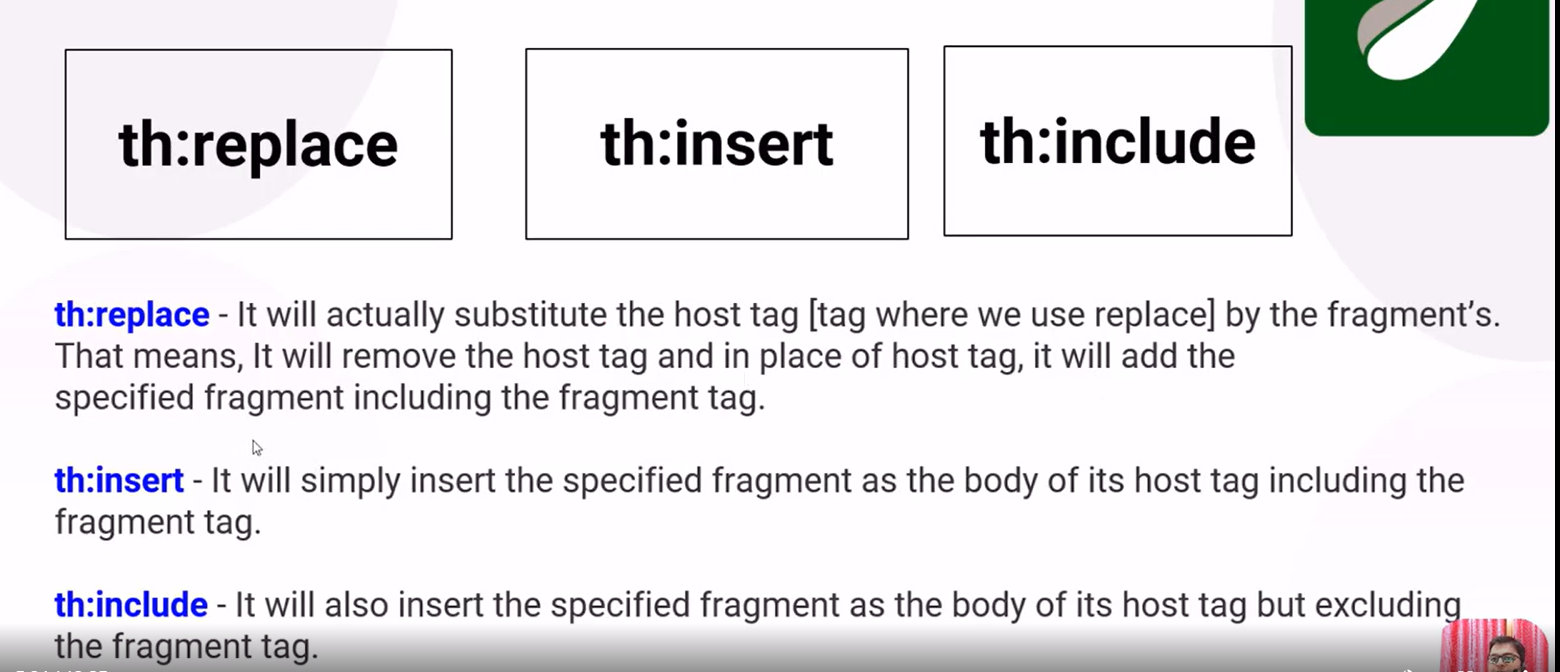 th:replace
th:insert
th:include
th:replace - It will actually substitute the host tag [tag where we use replace] by the fragment’s.
That means, It will remove the host tag and in place of host tag, it will add the
specified fragment including the fragment tag.
th:insert - It will simply insert the specified fragment as the body of its host tag including the
fragment tag.
th:include - It will also insert the specified fragment as the body of its host tag but excluding
the fragment tag.